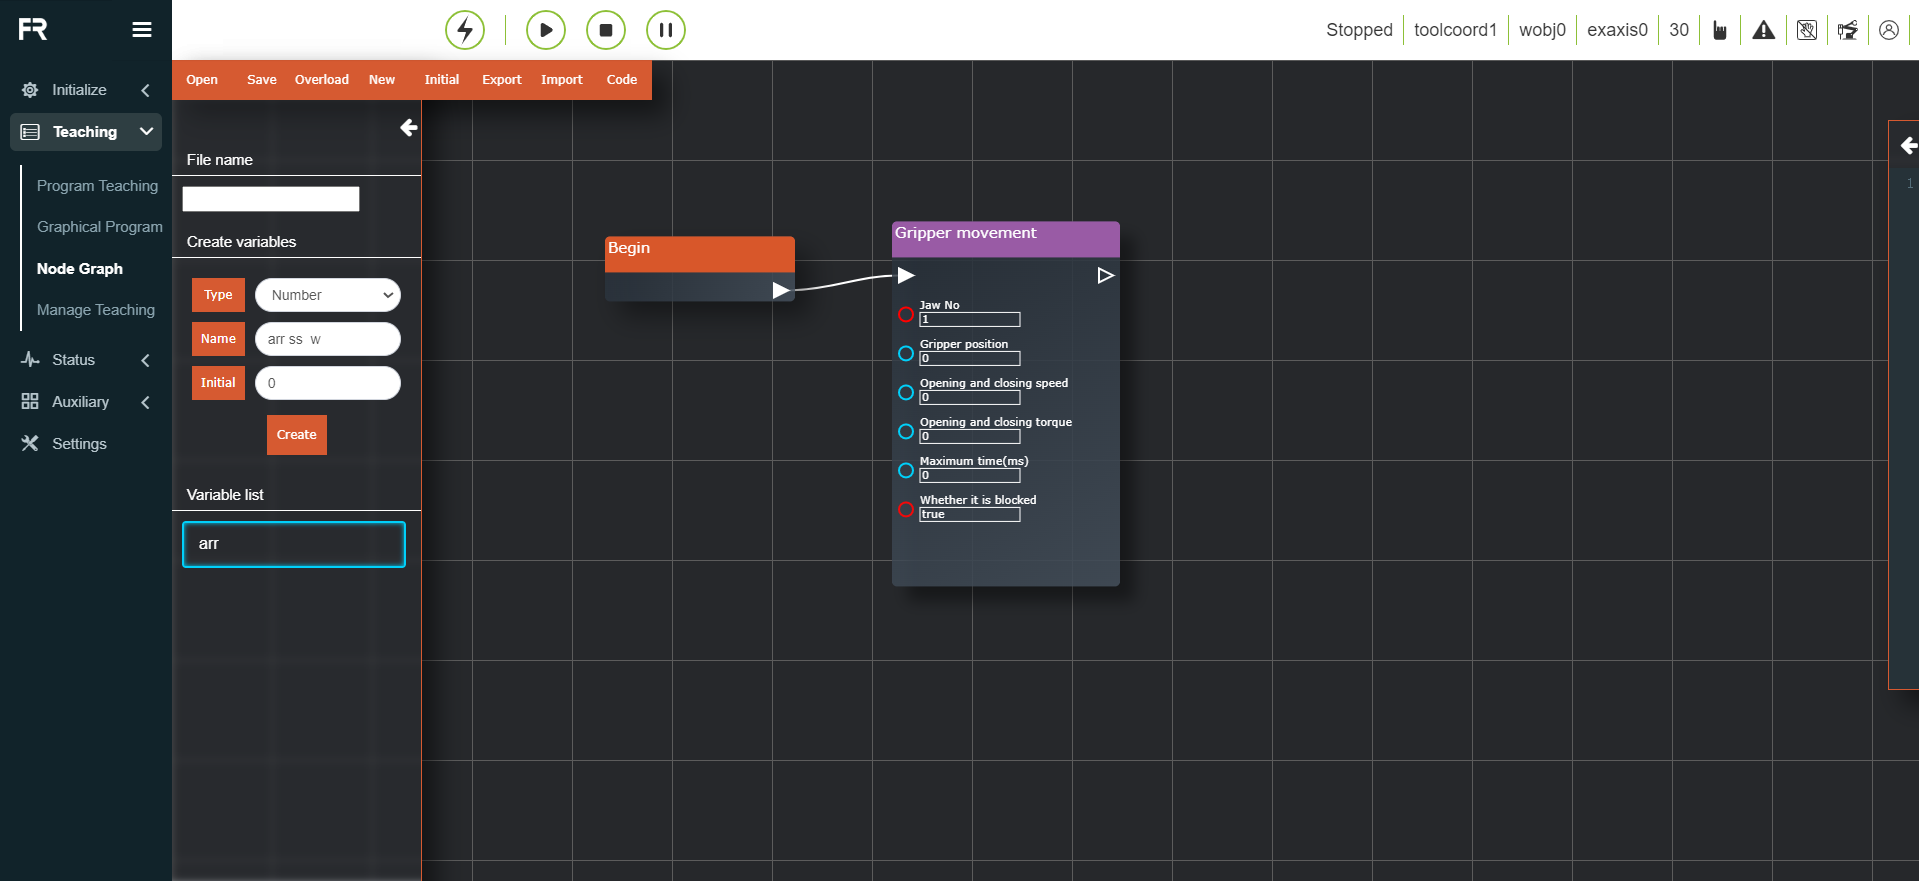 FR
Stopped
toolcoord1
wobj0
exaxis0
30
Open
Save
Overload
New
Initial
Export
Import
Code
Initialize
Teaching
Program Teaching
Graphical Program
Node Graph
Manage Teaching
Status
Auxiliary
Settings
File name
Create variables
Type
Number
Name
arr ss  w
Initial
0
Create
Variable list
arr
Begin
Gripper movement
Jaw No
1
Gripper position
0
Opening and closing speed
0
Opening and closing torque
0
Maximum time(ms)
0
Whether it is blocked
true
1